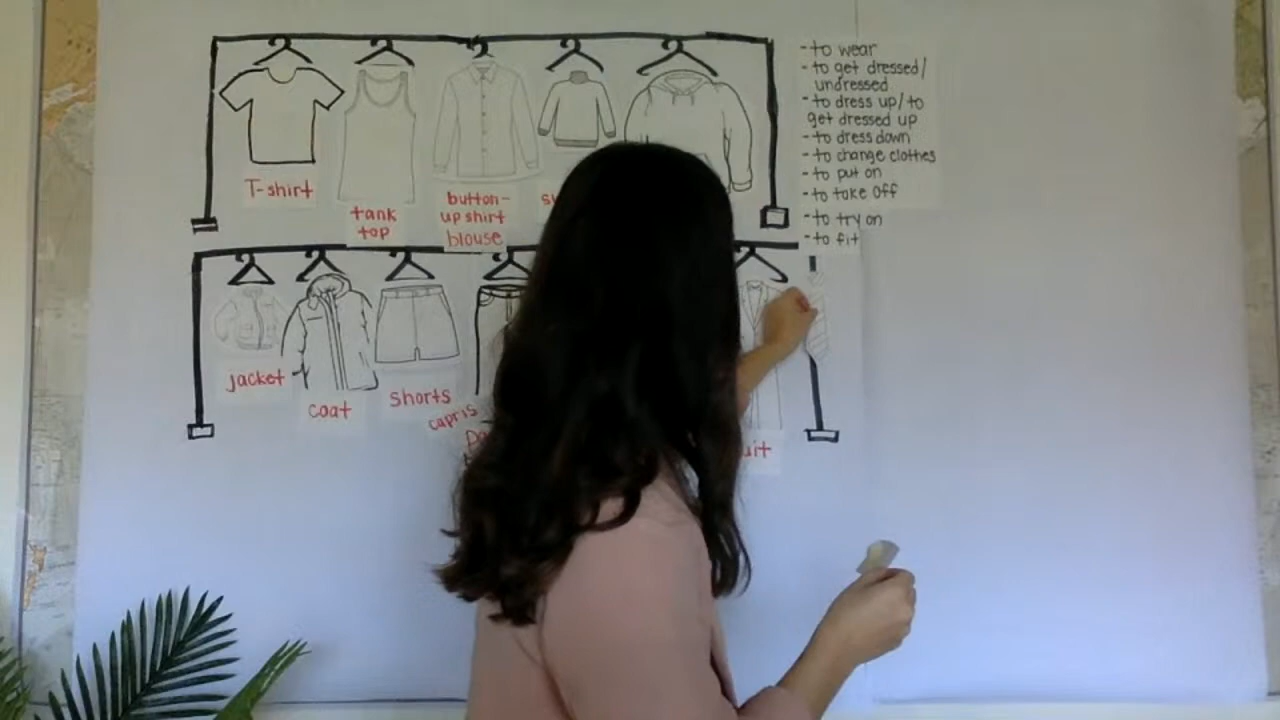 T-shirt
tank
top
button-
up shirt
blouse
-to wear
-to get dressed/
undressed
-to dress up/to
get dressed up
-to dress down
-to change clothes
-to put on
-to take off
-to try on
-to fit
jacket
coat
shorts
capris